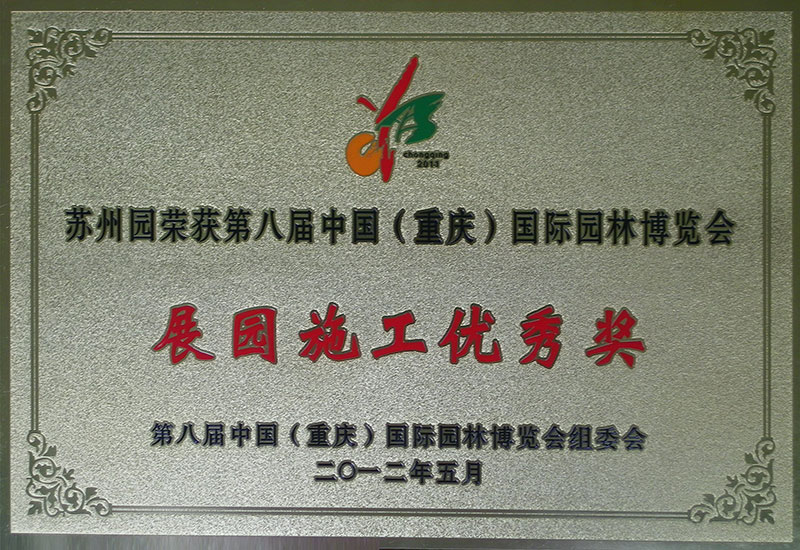 chongqing
2011
苏州园荣获第八届中国（重庆）国际园林博览会
展园施工优秀奖
第八届中国（重庆）国际园林博览会组委会
二〇一二年五月